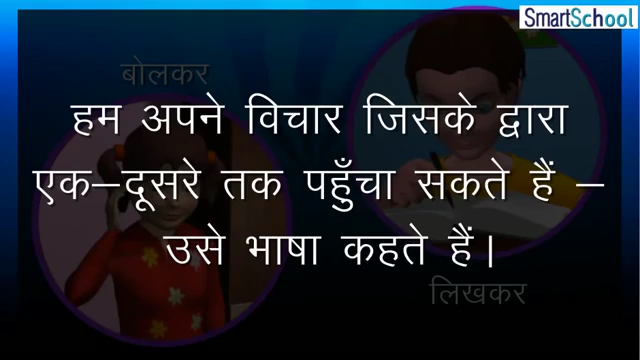 SmartSchool
बोलकर
हम अपने विचार जिसके द्वारा
एक–दूसरे तक पहुँचा सकते हैं –
उसे भाषा कहते हैं।
लिखकर